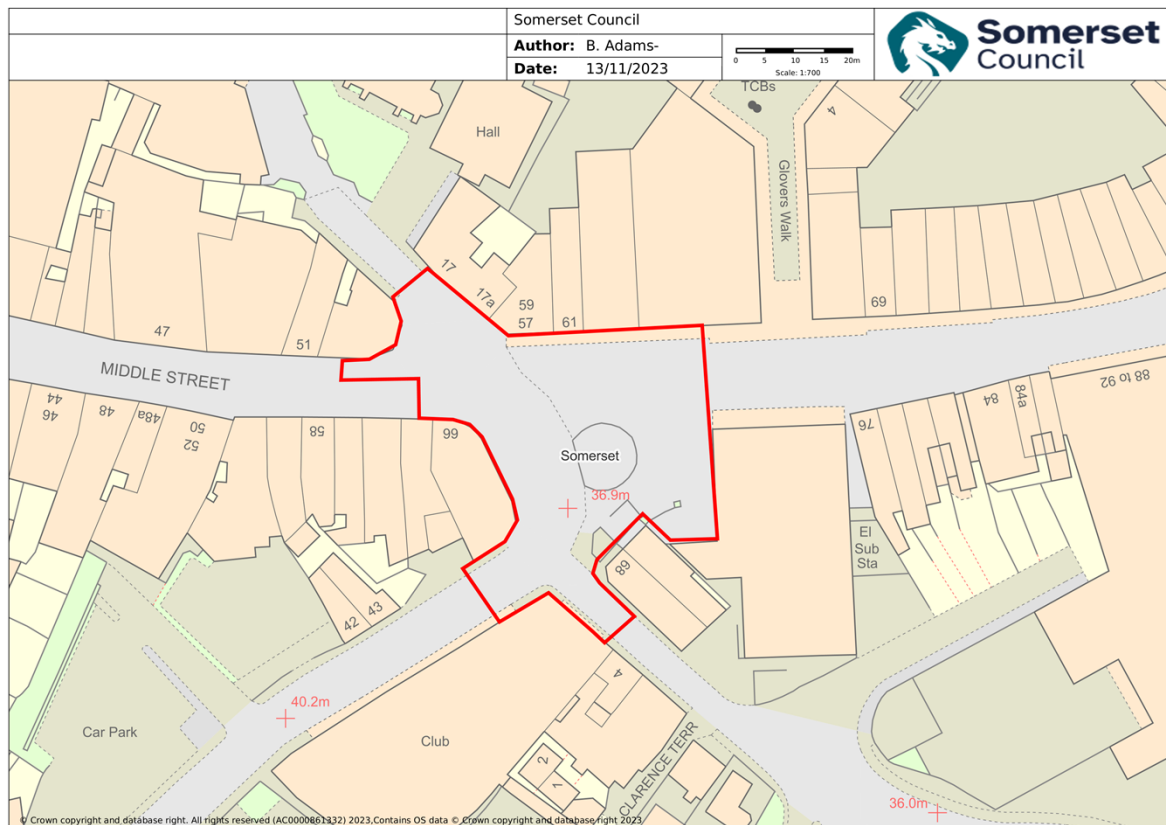 Somerset Council
Author: B. Adams-
Date: 13/11/2023
0 5 10 15 20m
Scale: 1:700
Somerset
Council
TCBs
4
Hall
Glovers Walk
17
17a
59
57
61
69
47
51
MIDDLE STREET
44
46
48
48a
50
52
58
66
88 to 92
84a
84
76
Somerset
36.9m
68
El
Sub
Sta
42
43
40.2m
Car Park
Club
4
2
1
CLARENCE TERR
36.0m
© Crown copyright and database right. All rights reserved (AC0000861332) 2023,Contains OS data © Crown copyright and database right 2023